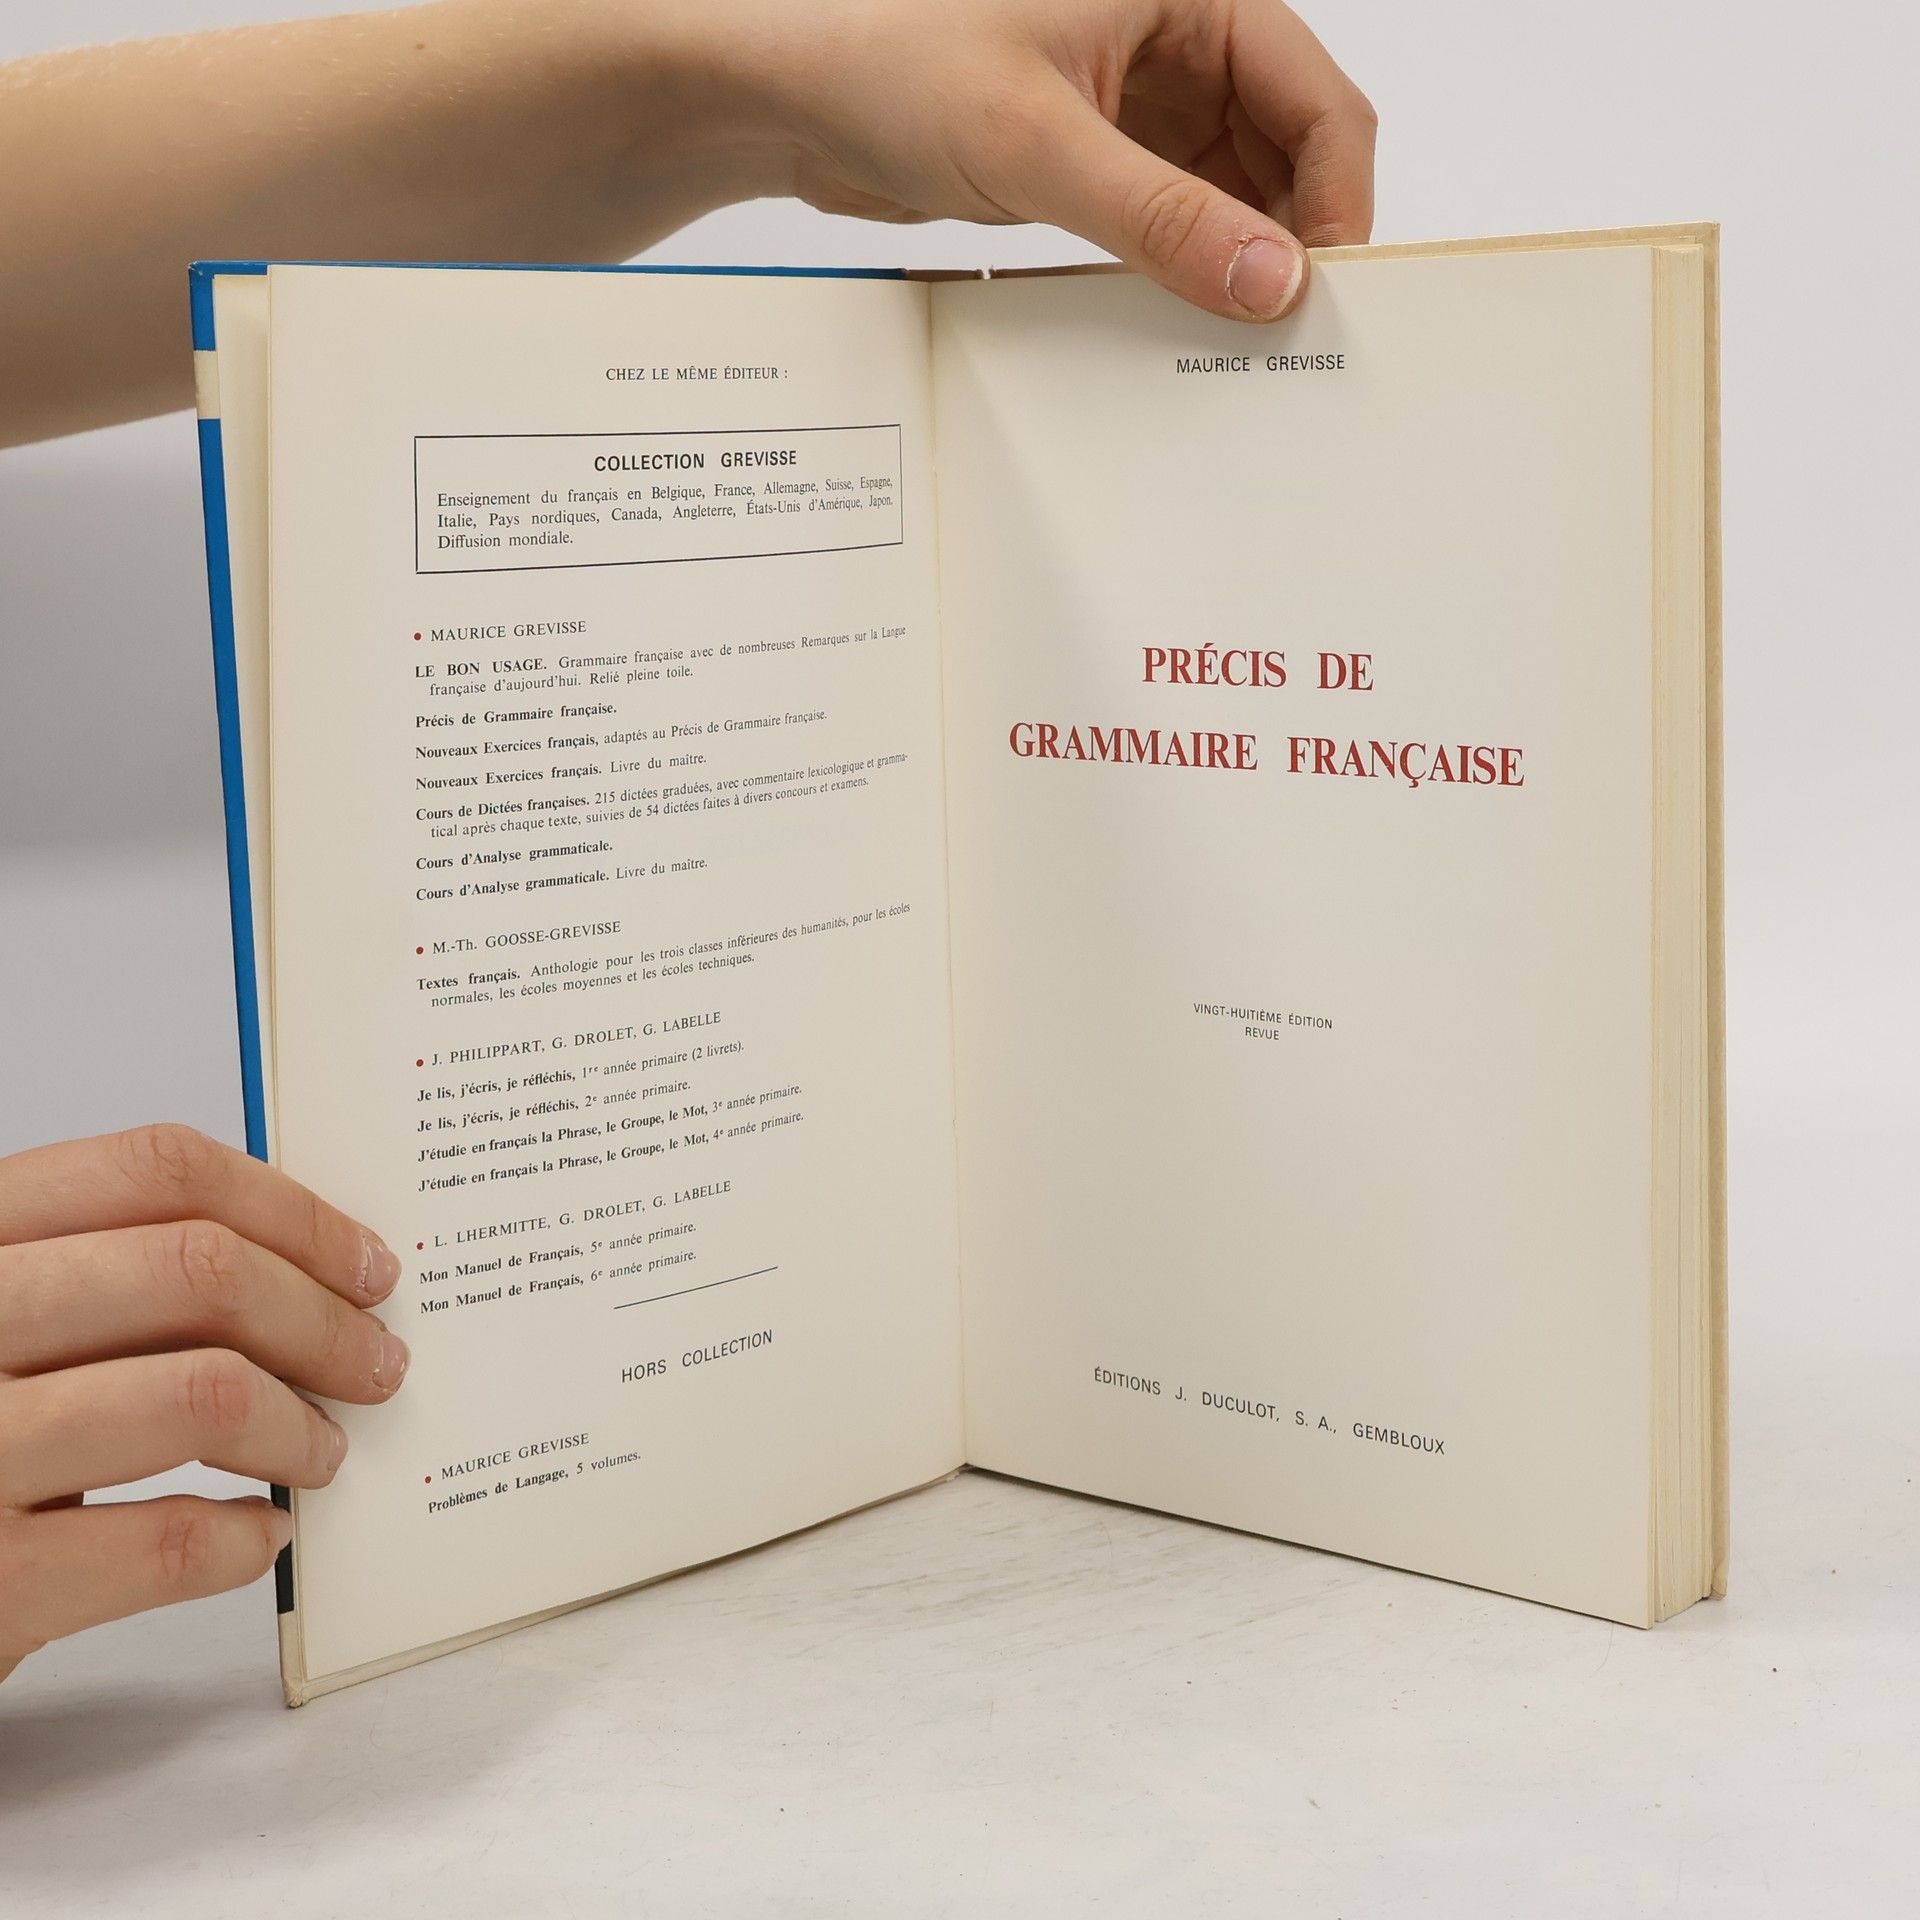 CHEZ LE MÊME ÉDITEUR :
COLLECTION GREVISSE
Enseignement du français en Belgique, France, Allemagne, Suisse, Espagne,
Italie, Pays nordiques, Canada, Angleterre, États-Unis d'Amérique, Japon.
Diffusion mondiale.
• MAURICE GREVISSE
LE BON USAGE. Grammaire française avec de nombreuses Remarques sur la Langue
française d'aujourd'hui. Relié pleine toile.
Précis de Grammaire française.
Nouveaux Exercices français, adaptés au Précis de Grammaire française.
Nouveaux Exercices français. Livre du maître.
Cours de Dictées françaises. 215 dictées graduées, avec commentaire lexicologique et gramma-
tical après chaque texte, suivies de 54 dictées faites à divers concours et examens.
Cours d'Analyse grammaticale.
Cours d'Analyse grammaticale. Livre du maître.
• M.-Th. GOOSSE-GREVISSE
Textes français. Anthologie pour les trois classes inférieures des humanités, pour les écoles
normales, les écoles moyennes et les écoles techniques.
• J. PHILIPPART, G. DROLET, G. LABELLE
Je lis, j'écris, je réfléchis, 1re année primaire (2 livrets).
Je lis, j'écris, je réfléchis, 2e année primaire.
J'étudie en français la Phrase, le Groupe, le Mot, 3e année primaire.
J'étudie en français la Phrase, le Groupe, le Mot, 4e année primaire.
• L. LHERMITTE, G. DROLET, G. LABELLE
Mon Manuel de Français, 5e année primaire.
Mon Manuel de Français, 6e année primaire.
HORS COLLECTION
• MAURICE GREVISSE
Problèmes de Langage, 5 volumes.
MAURICE GREVISSE
PRÉCIS DE
GRAMMAIRE FRANÇAISE
VINGT-HUITIÈME ÉDITION
REVUE
ÉDITIONS J. DUCULOT, S. A., GEMBLOUX